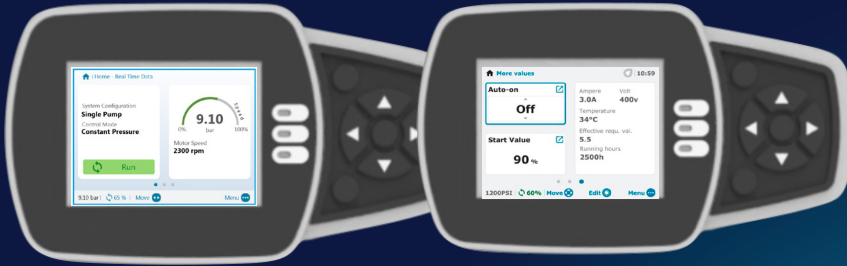 Home - Real Time Data
System Configuration
Single Pump
Control Mode
Constant Pressure
Run
Speed
9.10
0% bar 100%
Motor Speed
2300 rpm
9.10 bar 65 % Move Menu
More values 10:59
Auto-on
Off
Start Value
90 %
Ampere Volt
3.0A 400v
Temperature
34°C
Effective requ. val.
5.5
Running hours
2500h
1200PSI 60% Move Edit Menu